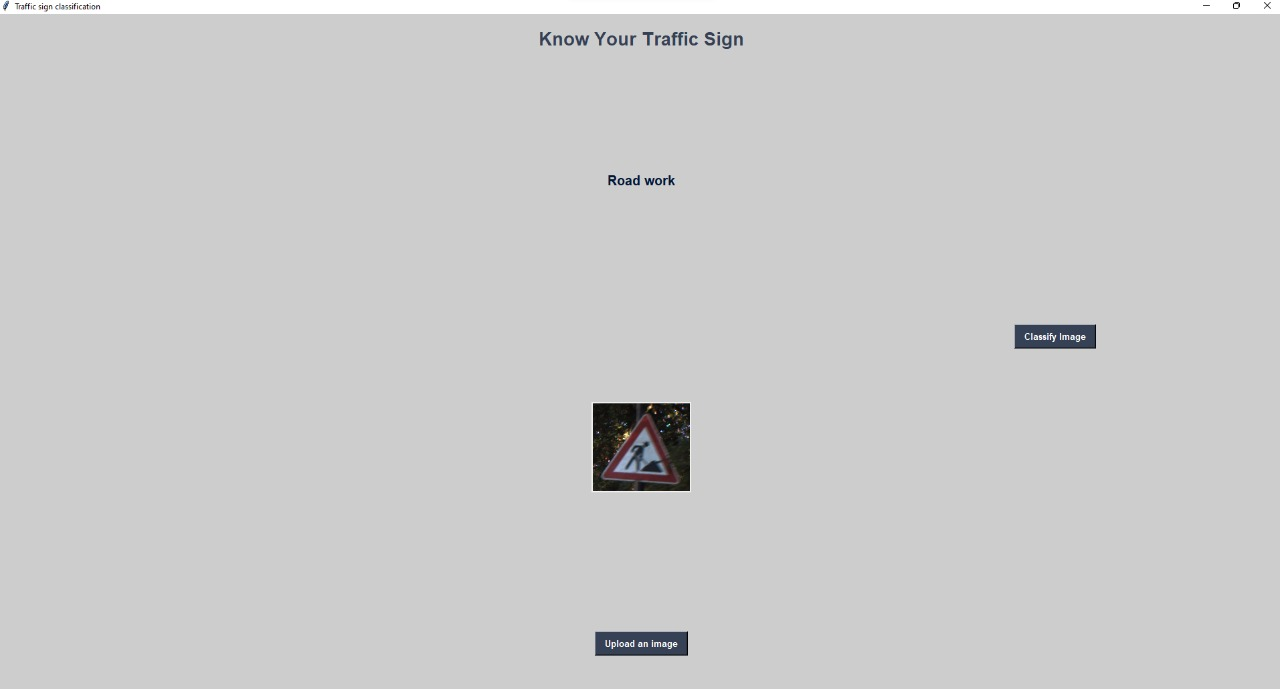 Traffic sign classification
Know Your Traffic Sign
Road work
Classify Image
Upload an image